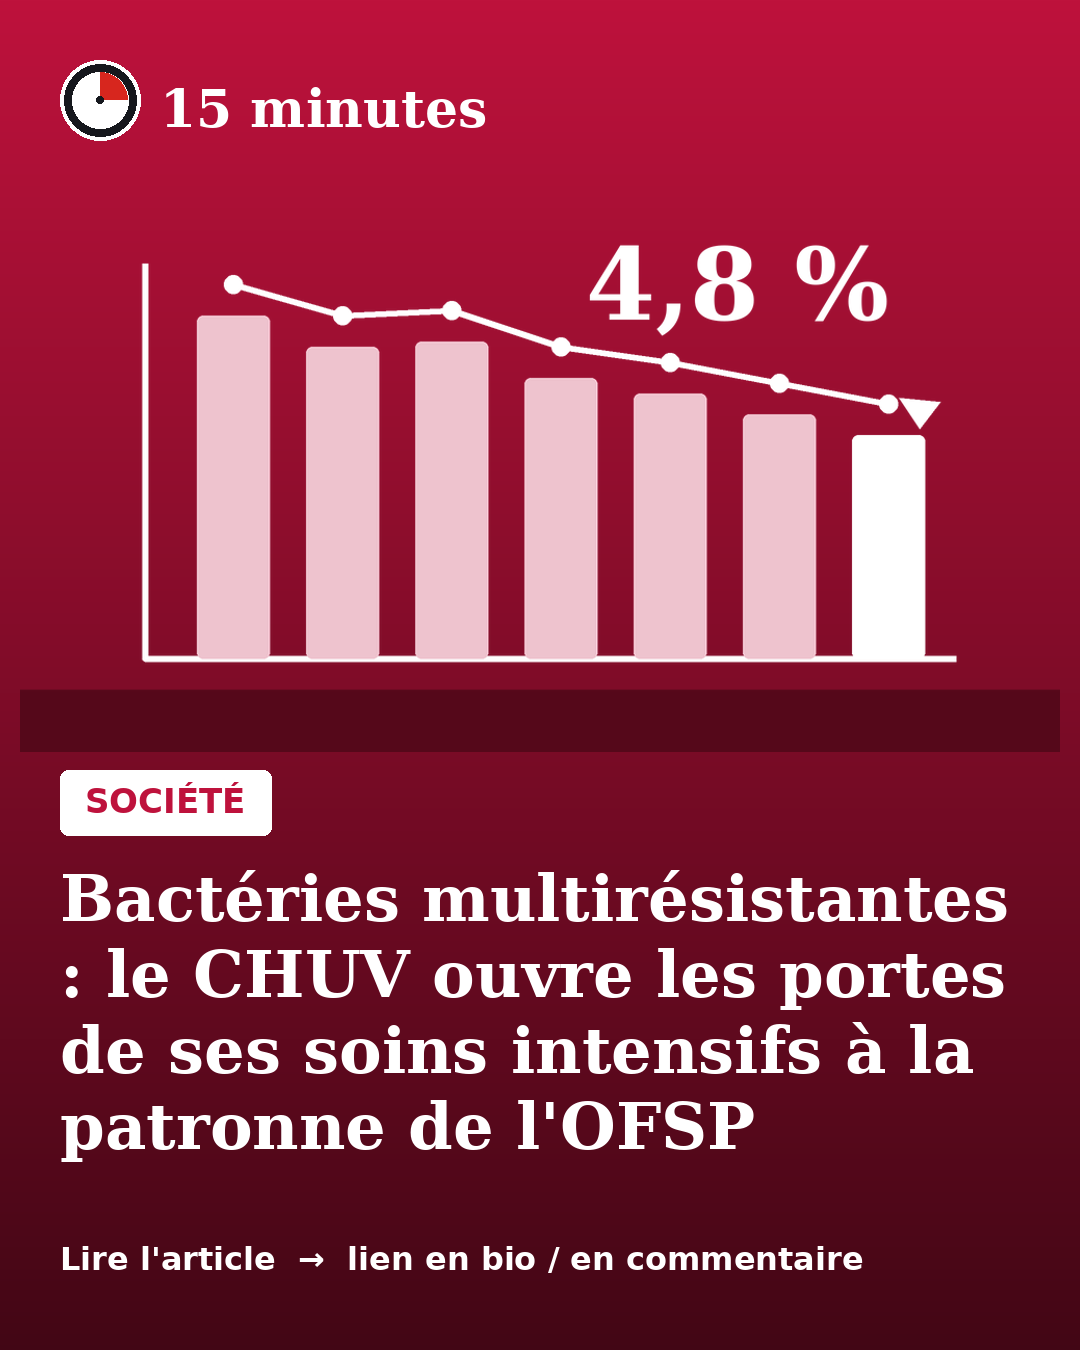 15 minutes
4,8 %
SOCIÉTÉ
Bactéries multirésistantes
: le CHUV ouvre les portes
de ses soins intensifs à la
patronne de l'OFSP
Lire l'article → lien en bio / en commentaire